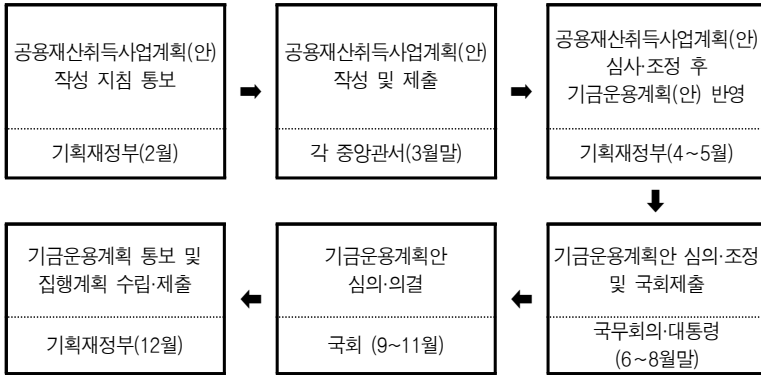 공용재산취득사업계획(안)
작성 지침 통보
기획재정부(2월)
공용재산취득사업계획(안)
작성 및 제출
각 중앙관서(3월말)
공용재산취득사업계획(안)
심사·조정 후
기금운용계획(안) 반영
기획재정부(4~5월)
기금운용계획안 심의·조정
및 국회제출
국무회의·대통령
(6~8월말)
기금운용계획안
심의·의결
국회 (9~11월)
기금운용계획 통보 및
집행계획 수립·제출
기획재정부(12월)